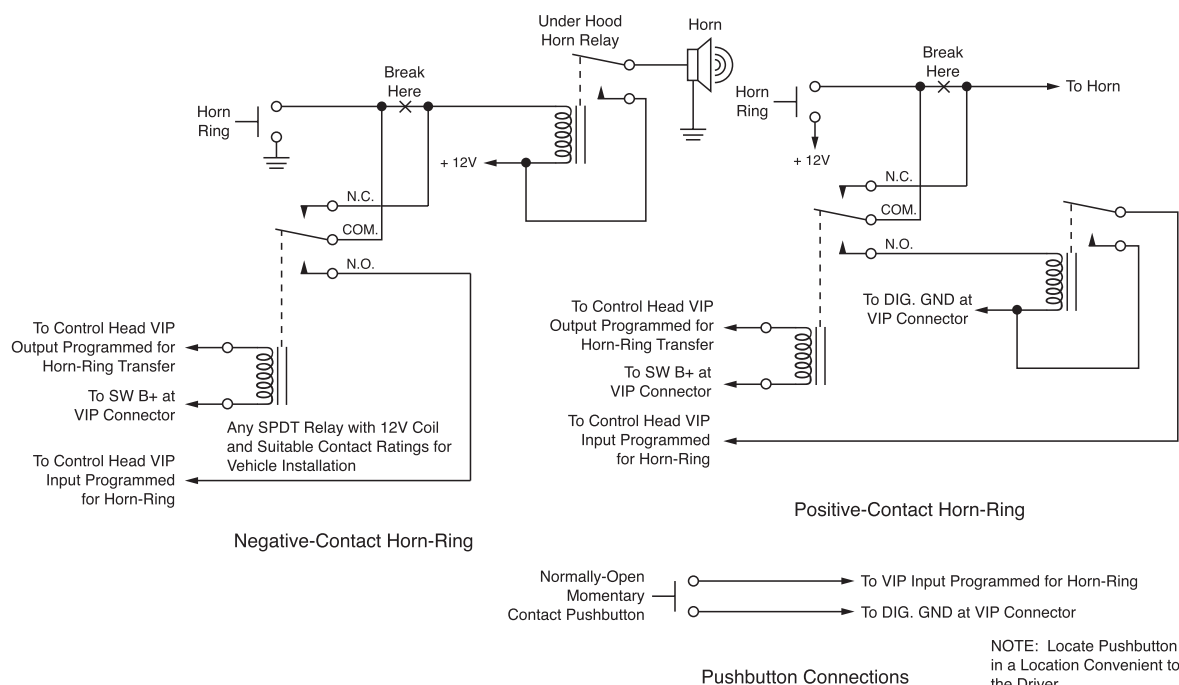 Under Hood
Horn Relay
Horn
Break
Here
Horn
Ring
+ 12V
N.C.
COM.
N.O.
To Control Head VIP
Output Programmed for
Horn-Ring Transfer
To SW B+ at
VIP Connector
Any SPDT Relay with 12V Coil
and Suitable Contact Ratings for
Vehicle Installation
To Control Head VIP
Input Programmed
for Horn-Ring
Negative-Contact Horn-Ring
Break
Here
Horn
Ring
To Horn
+ 12V
N.C.
COM.
N.O.
To DIG. GND at
VIP Connector
To Control Head VIP
Output Programmed for
Horn-Ring Transfer
To SW B+ at
VIP Connector
To Control Head VIP
Input Programmed
for Horn-Ring
Positive-Contact Horn-Ring
Normally-Open
Momentary
Contact Pushbutton
To VIP Input Programmed for Horn-Ring
To DIG. GND at VIP Connector
Pushbutton Connections
NOTE: Locate Pushbutton
in a Location Convenient to
the Driver